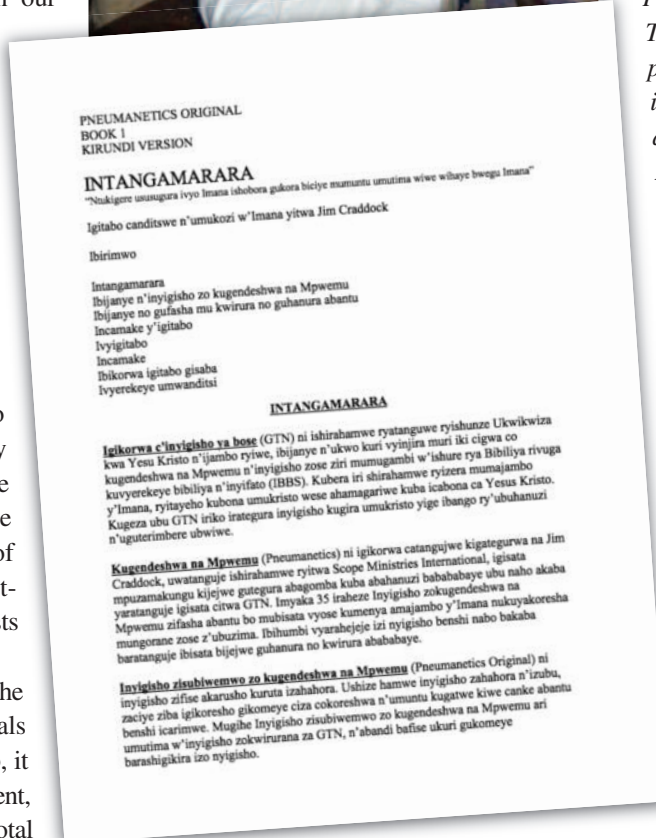 our
PNEUMANETICS ORIGINAL
BOOK 1
KIRUNDI VERSION
INTANGAMARARA
"Ntukigere ususugura ivyo Imana ishobora gukora biciye mumuntu umutima wiwe wihaye bwegu Imana"
Igitabo canditswe n'umukozi w'Imana yitwa Jim Craddock
Ibirimwo
Intangamarara
Ibijanye n'inyigisho zo kugendeshwa na Mpwemu
Ibijanye no gufasha mu kwirura no guhanura abantu
Incamake y'igitabo
Ivyigitabo
Incamake
Ibikorwa igitabo gisaba
Ivyerekeye umwanditsi
INTANGAMARARA
Igikorwa c'inyigisho ya bose (GTN) ni ishirahamwe ryatanguwe ryishunze Ukwikwiza
kwa Yesu Kristo n'ijambo ryiwe, ibijanye n'ukwo kuri vyinjira muri iki cigwa co
kugendeshwa na Mpwemu n'inyigisho zose ziri mumugambi w'ishure rya Bibiliya rivuga
kuvyerekeye bibiliya n'inyifato (IBBS). Kubera iri shirahamwe ryizera mumajambo
y'Imana, ryitayeho kubona umukristo wese ahamagariwe kuba icabona ca Yesus Kristo.
Kugeza ubu GTN iriko irategura inyigisho kugira umukristo yige ibango ry'ubuhanuzi
n'uguterimbere ubwiwe.
Kugendeshwa na Mpwemu (Pneumanetics) ni igikorwa catangujwe kigategurwa na Jim
Craddock, uwatanguje ishirahamwe ryitwa Scope Ministries International, igisata
mpuzamakungu kijejwe gutegura abagomba kuba abahanuzi babababaye ubu naho akaba
yaratanguje igisata citwa GTN. Imyaka 35 iraheze Inyigisho zokugendeshwa na
Mpwemu zifasha abantu bo mubisata vyose kumenya amajambo y'Imana nukuyakoresha
mungorane zose z'ubuzima. Ibihumbi vyarahejeje izi nyigisho benshi nabo bakaba
baratanguje ibisata bijejwe guhanura no kwirura ababaye.
Inyigisho zisubiwemwo zo kugendeshwa na Mpwemu (Pneumanetics Original) ni
inyigisho zifise akarusho kuruta izahahora. Ushize hamwe inyigisho zahahora n'izubu,
zaciye ziba igikoresho gikomeye ciza cokoreshwa n'umuntu kugatwe kiwe canke abantu
benshi icarimwe. Mugihe Inyigisho zisubiwemwo zo kugendeshwa na Mpwemu ari
umutima w'inyigisho zokwirurana za GTN, n'abandi bafise ukuri gukomeye
barashigikira izo nyigisho.
of
he
als
, it
ent,
otal